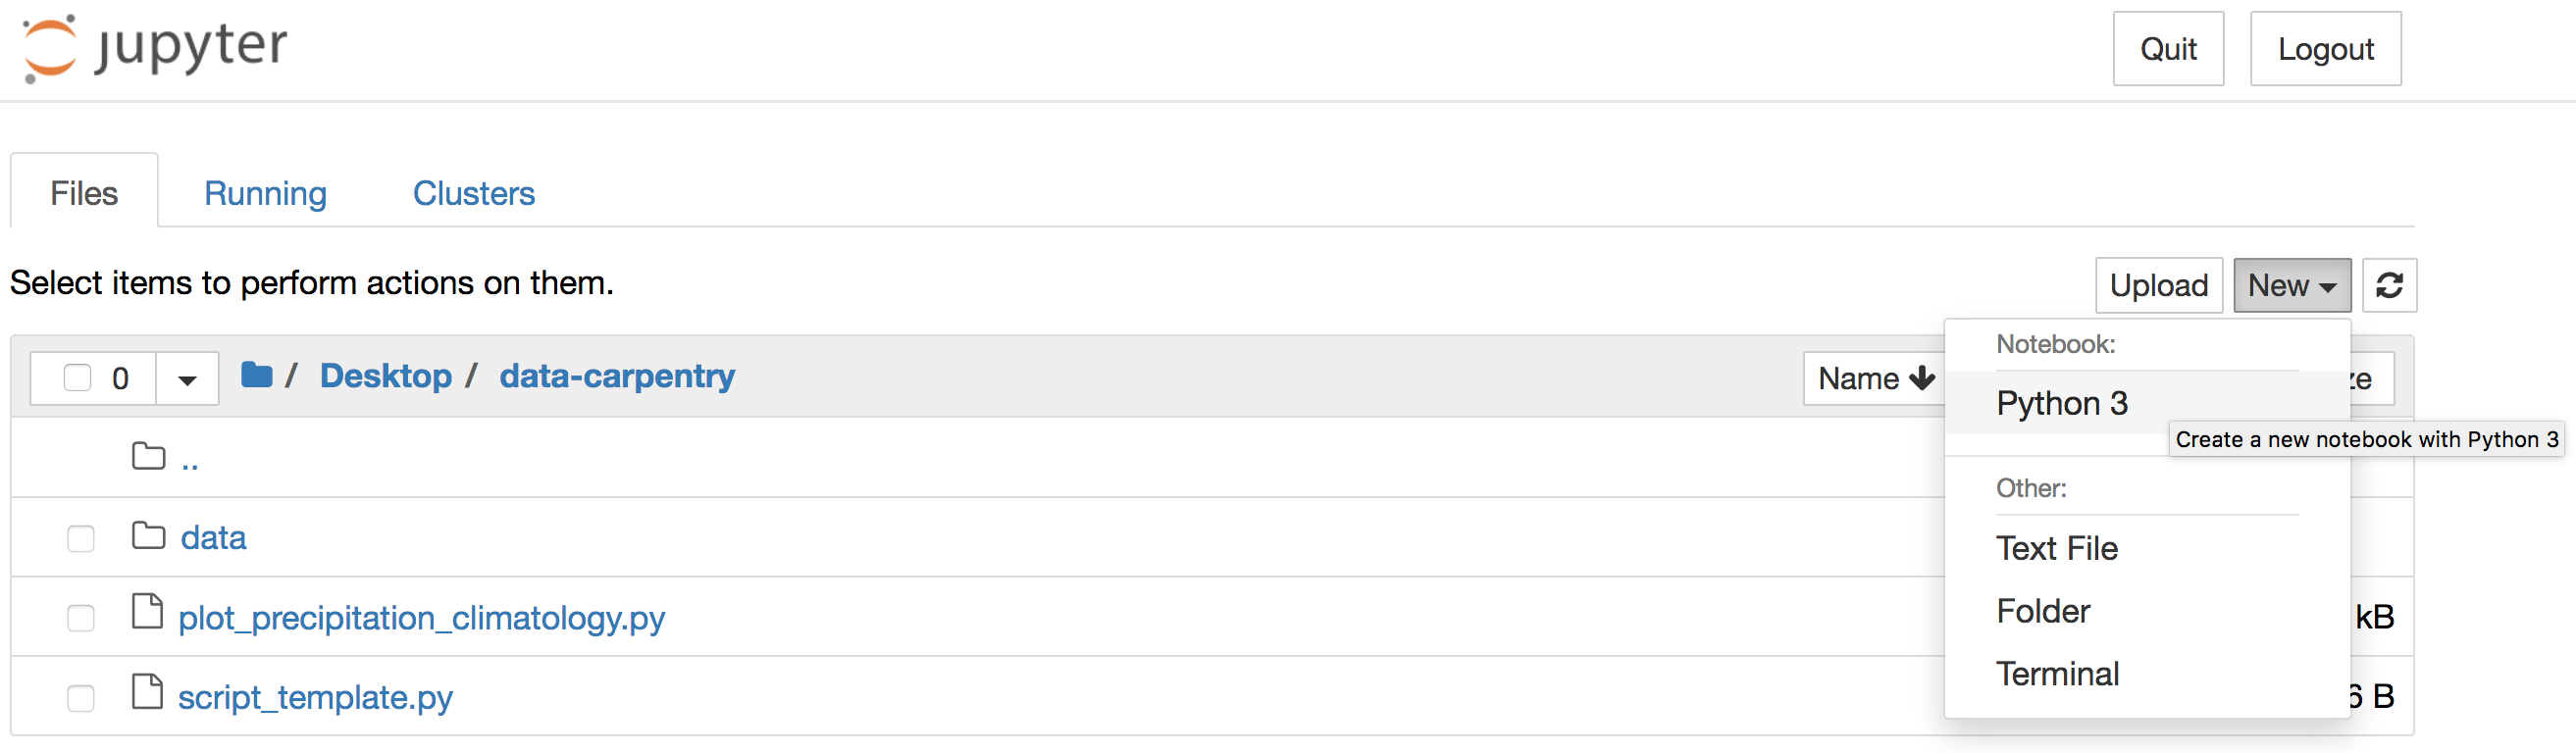 jupyter
Quit
Logout
Files
Running
Clusters
Select items to perform actions on them.
Upload
New
0
/ Desktop / data-carpentry
Name
Notebook:
Python 3
Create a new notebook with Python 3
Other:
Text File
Folder
Terminal
..
data
plot_precipitation_climatology.py
kB
script_template.py
B